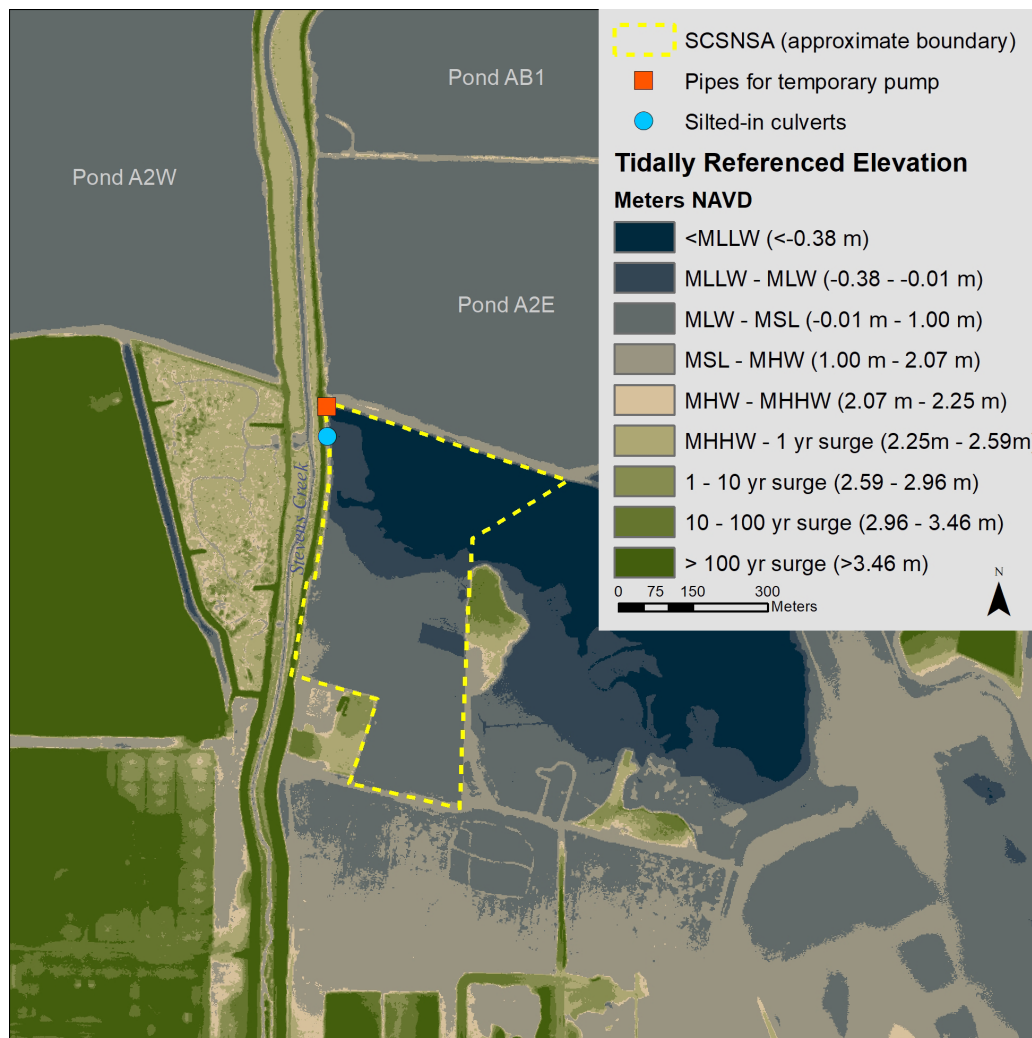 SCSNSA (approximate boundary)
Pipes for temporary pump
Silted-in culverts
Tidally Referenced Elevation
Meters NAVD
<MLLW (<-0.38 m)
MLLW - MLW (-0.38 - -0.01 m)
MLW - MSL (-0.01 m - 1.00 m)
MSL - MHW (1.00 m - 2.07 m)
MHW - MHHW (2.07 m - 2.25 m)
MHHW - 1 yr surge (2.25m - 2.59m
1 - 10 yr surge (2.59 - 2.96 m)
10 - 100 yr surge (2.96 - 3.46 m)
> 100 yr surge (>3.46 m)
0 75 150 300
Meters
N
Pond AB1
Pond A2W
Pond A2E
Stevens Creek